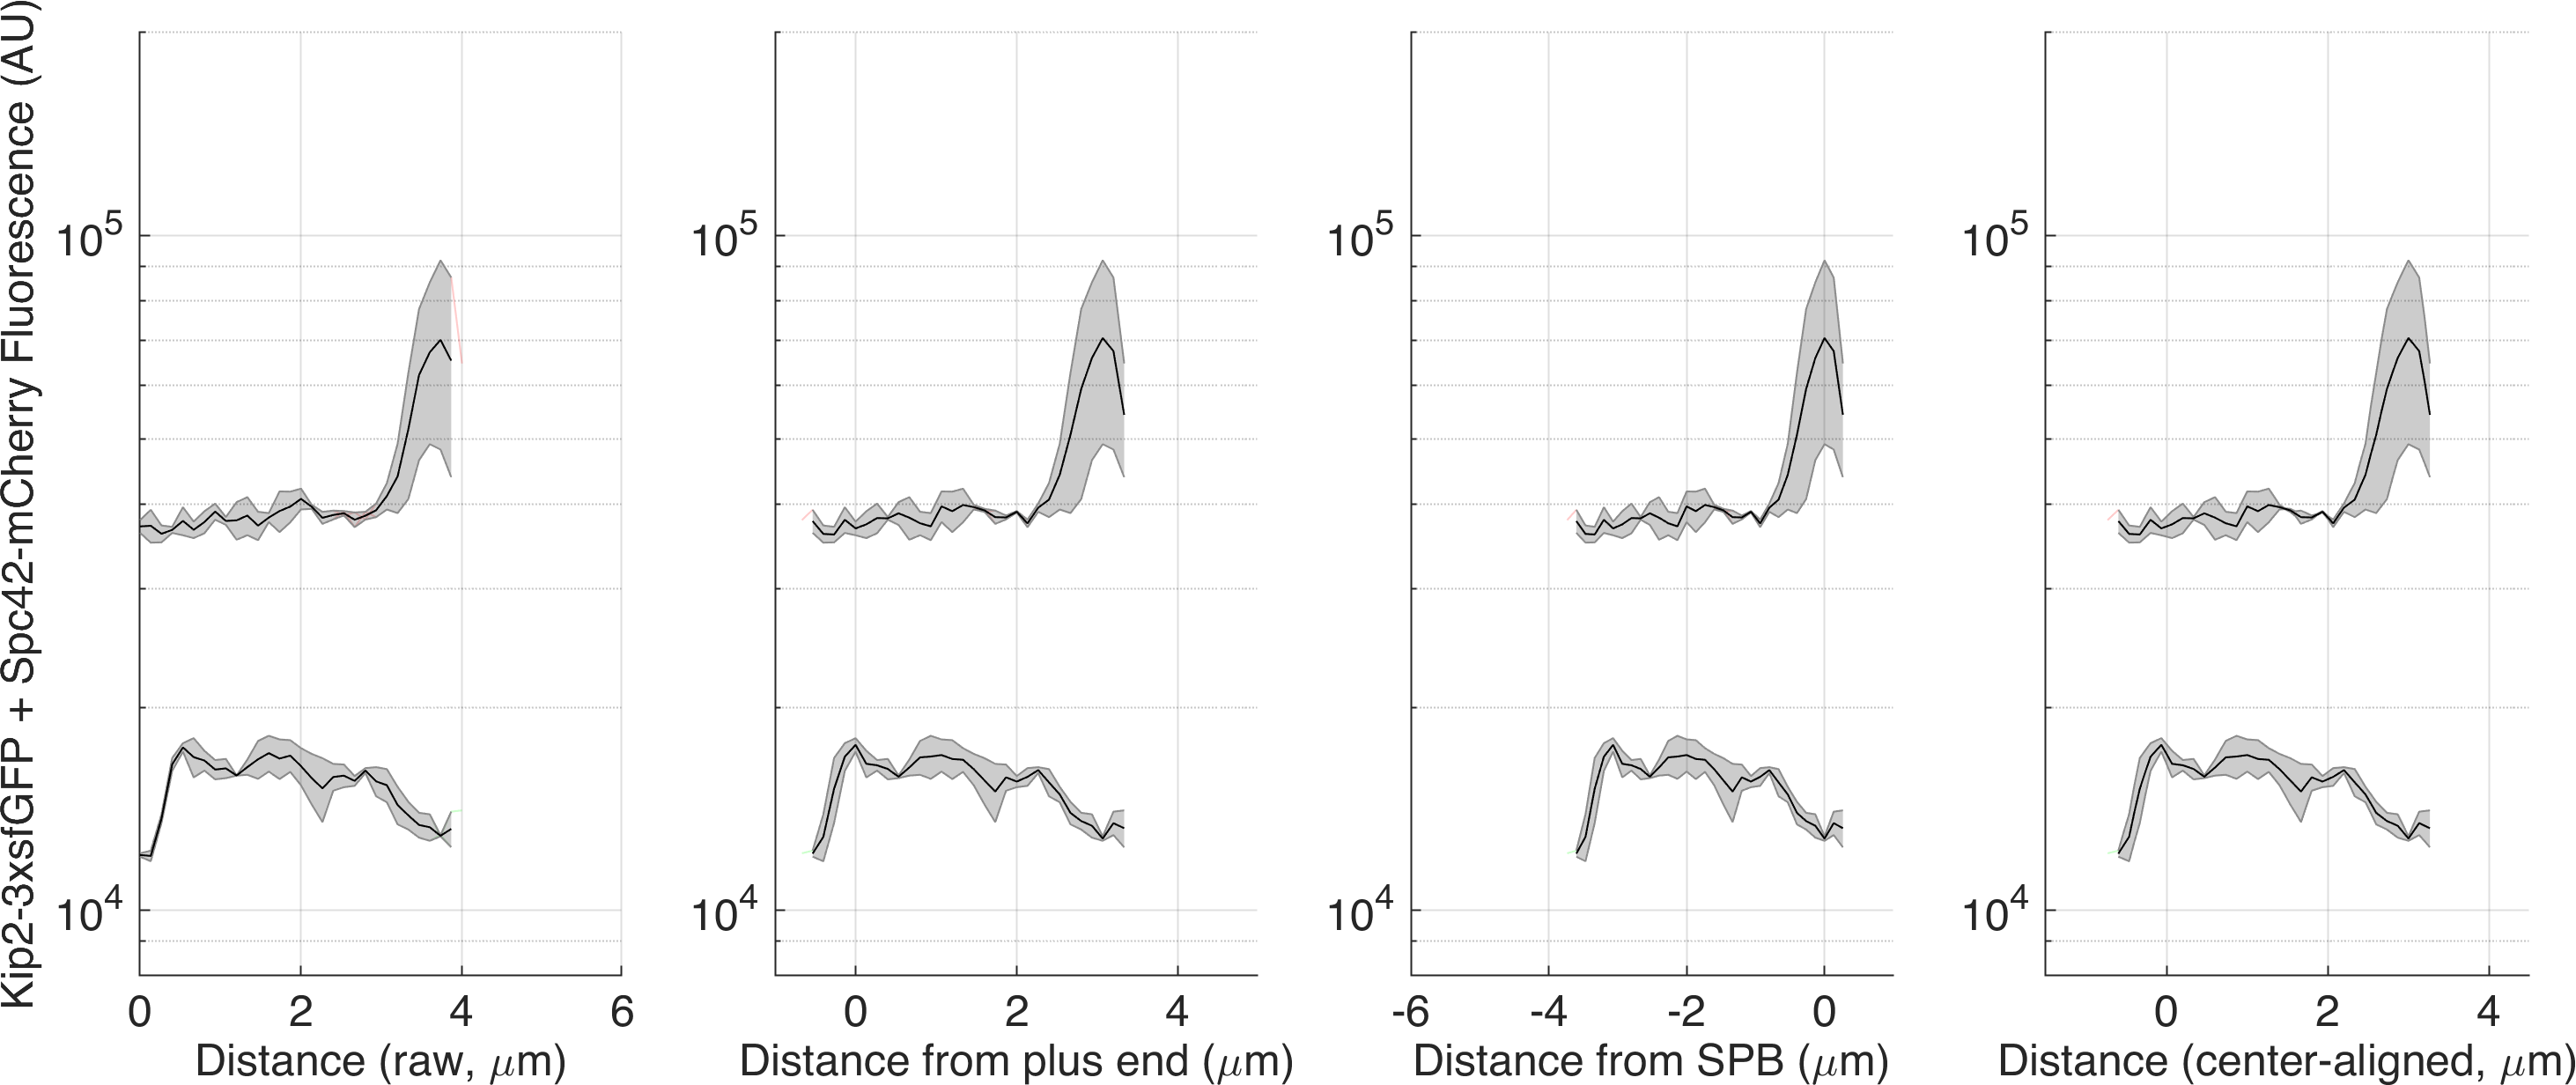 Kip2-3xsfGFP + Spc42-mCherry Fluorescence (AU)
10^5
10^4
0 2 4 6
Distance (raw, μm)
10^5
10^4
0 2 4
Distance from plus end (μm)
10^5
10^4
-6 -4 -2 0
Distance from SPB (μm)
10^5
10^4
0 2 4
Distance (center-aligned, μm)